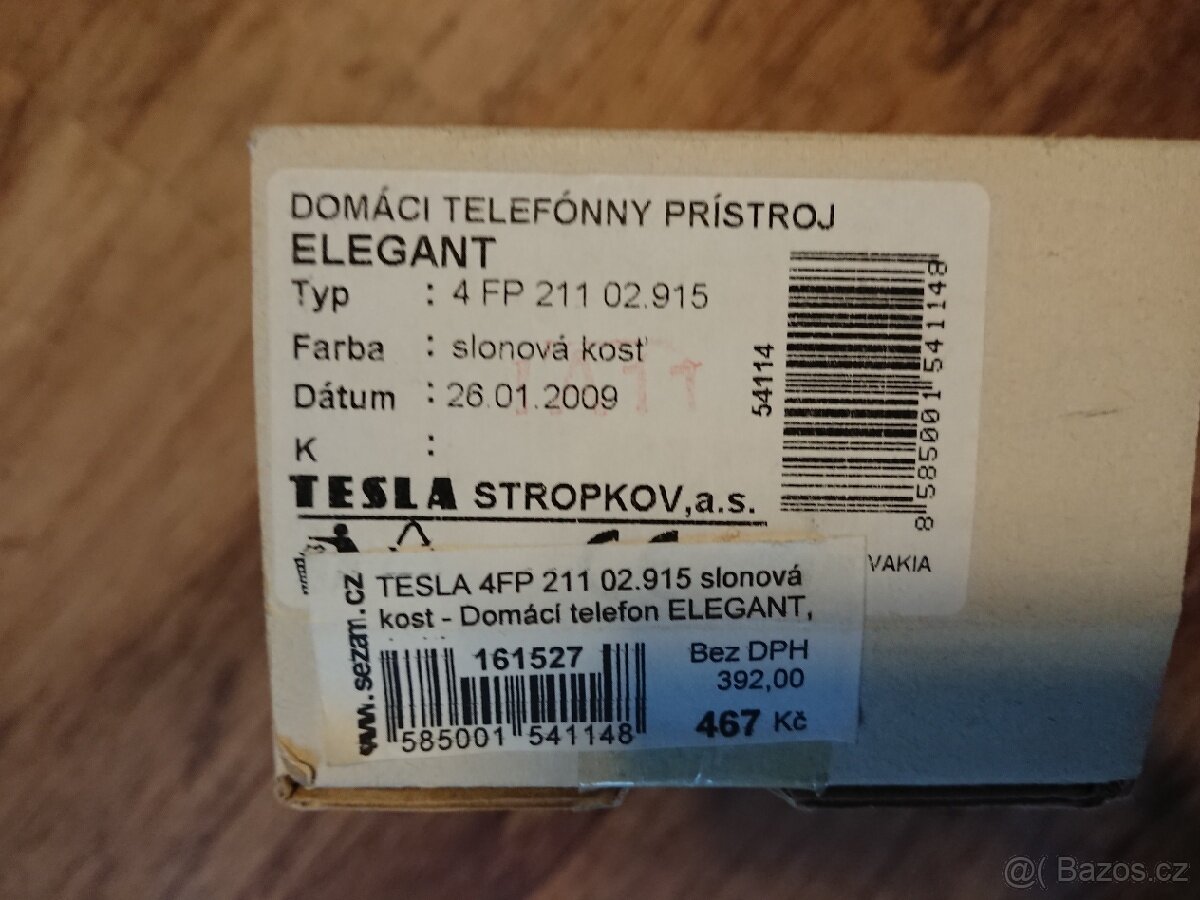 DOMÁCI TELEFÓNNY PRÍSTROJ
ELEGANT
Typ : 4 FP 211 02.915
Farba : slonová kosť
Dátum : 26.01.2009
K :
TESLA STROPKOV,a.s.
54114
8 585001 541148
VAKIA
www.sezam.cz
TESLA 4FP 211 02.915 slonová
kost - Domácí telefon ELEGANT,
161527
585001 541148
Bez DPH
392,00
467 Kč
@( Bazos.cz